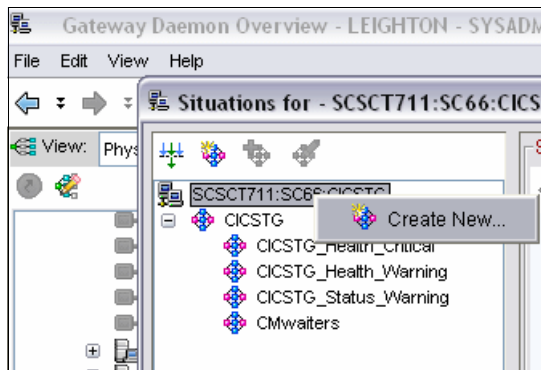 Gateway Daemon Overview - LEIGHTON - SYSADM
File Edit View Help
Situations for - SCSCT711:SC66:CICS
View: Phys
SCSCT711:SC66:CICSTG
Create New...
CICSTG
CICSTG_Health_Critical
CICSTG_Health_Warning
CICSTG_Status_Warning
CMwaiters